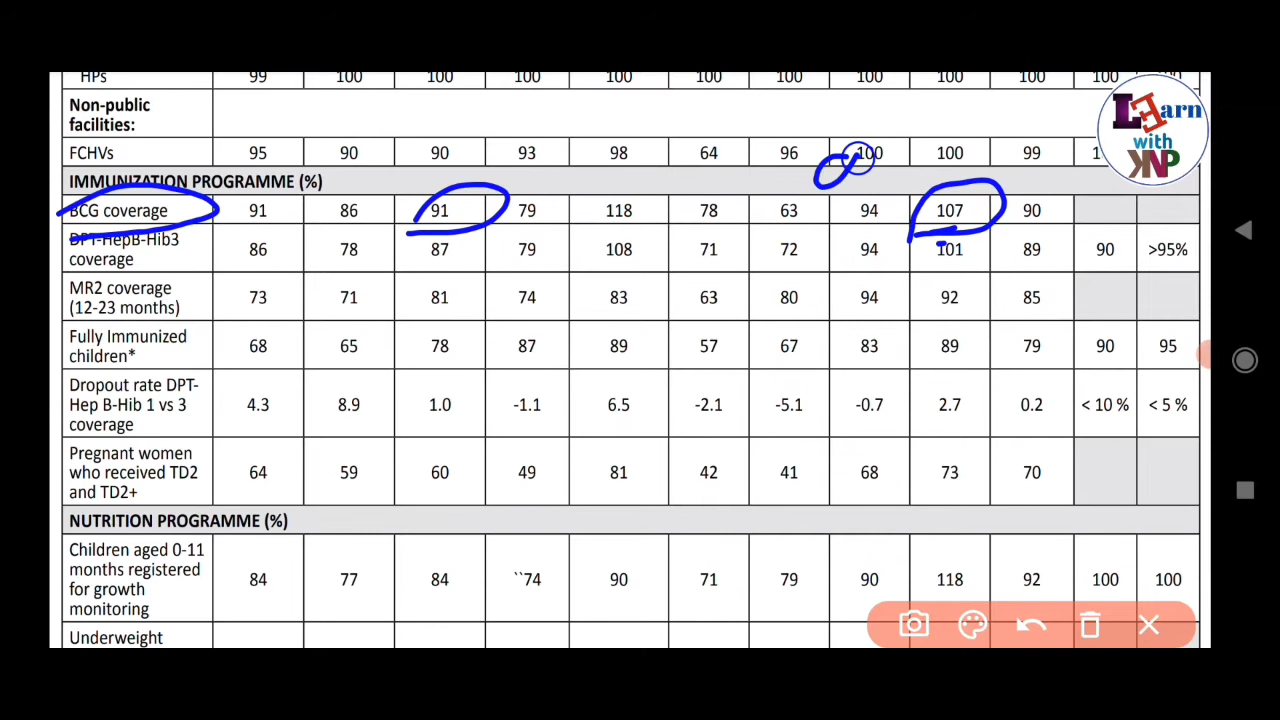 HPs 99 100 100 100 100 100 100 100 100 100 100
Non-public
facilities:
FCHVs 95 90 90 93 98 64 96 100 100 99
IMMUNIZATION PROGRAMME (%)
BCG coverage 91 86 91 79 118 78 63 94 107 90
DPT-HepB-Hib3
coverage 86 78 87 79 108 71 72 94 101 89 90 >95%
MR2 coverage
(12-23 months) 73 71 81 74 83 63 80 94 92 85
Fully Immunized
children* 68 65 78 87 89 57 67 83 89 79 90 95
Dropout rate DPT-
Hep B-Hib 1 vs 3 4.3 8.9 1.0 -1.1 6.5 -2.1 -5.1 -0.7 2.7 0.2 < 10 % < 5 %
coverage
Pregnant women
who received TD2 64 59 60 49 81 42 41 68 73 70
and TD2+
NUTRITION PROGRAMME (%)
Children aged 0-11
months registered
for growth 84 77 84 ``74 90 71 79 90 118 92 100 100
monitoring
Underweight
LEarn
with
KNP